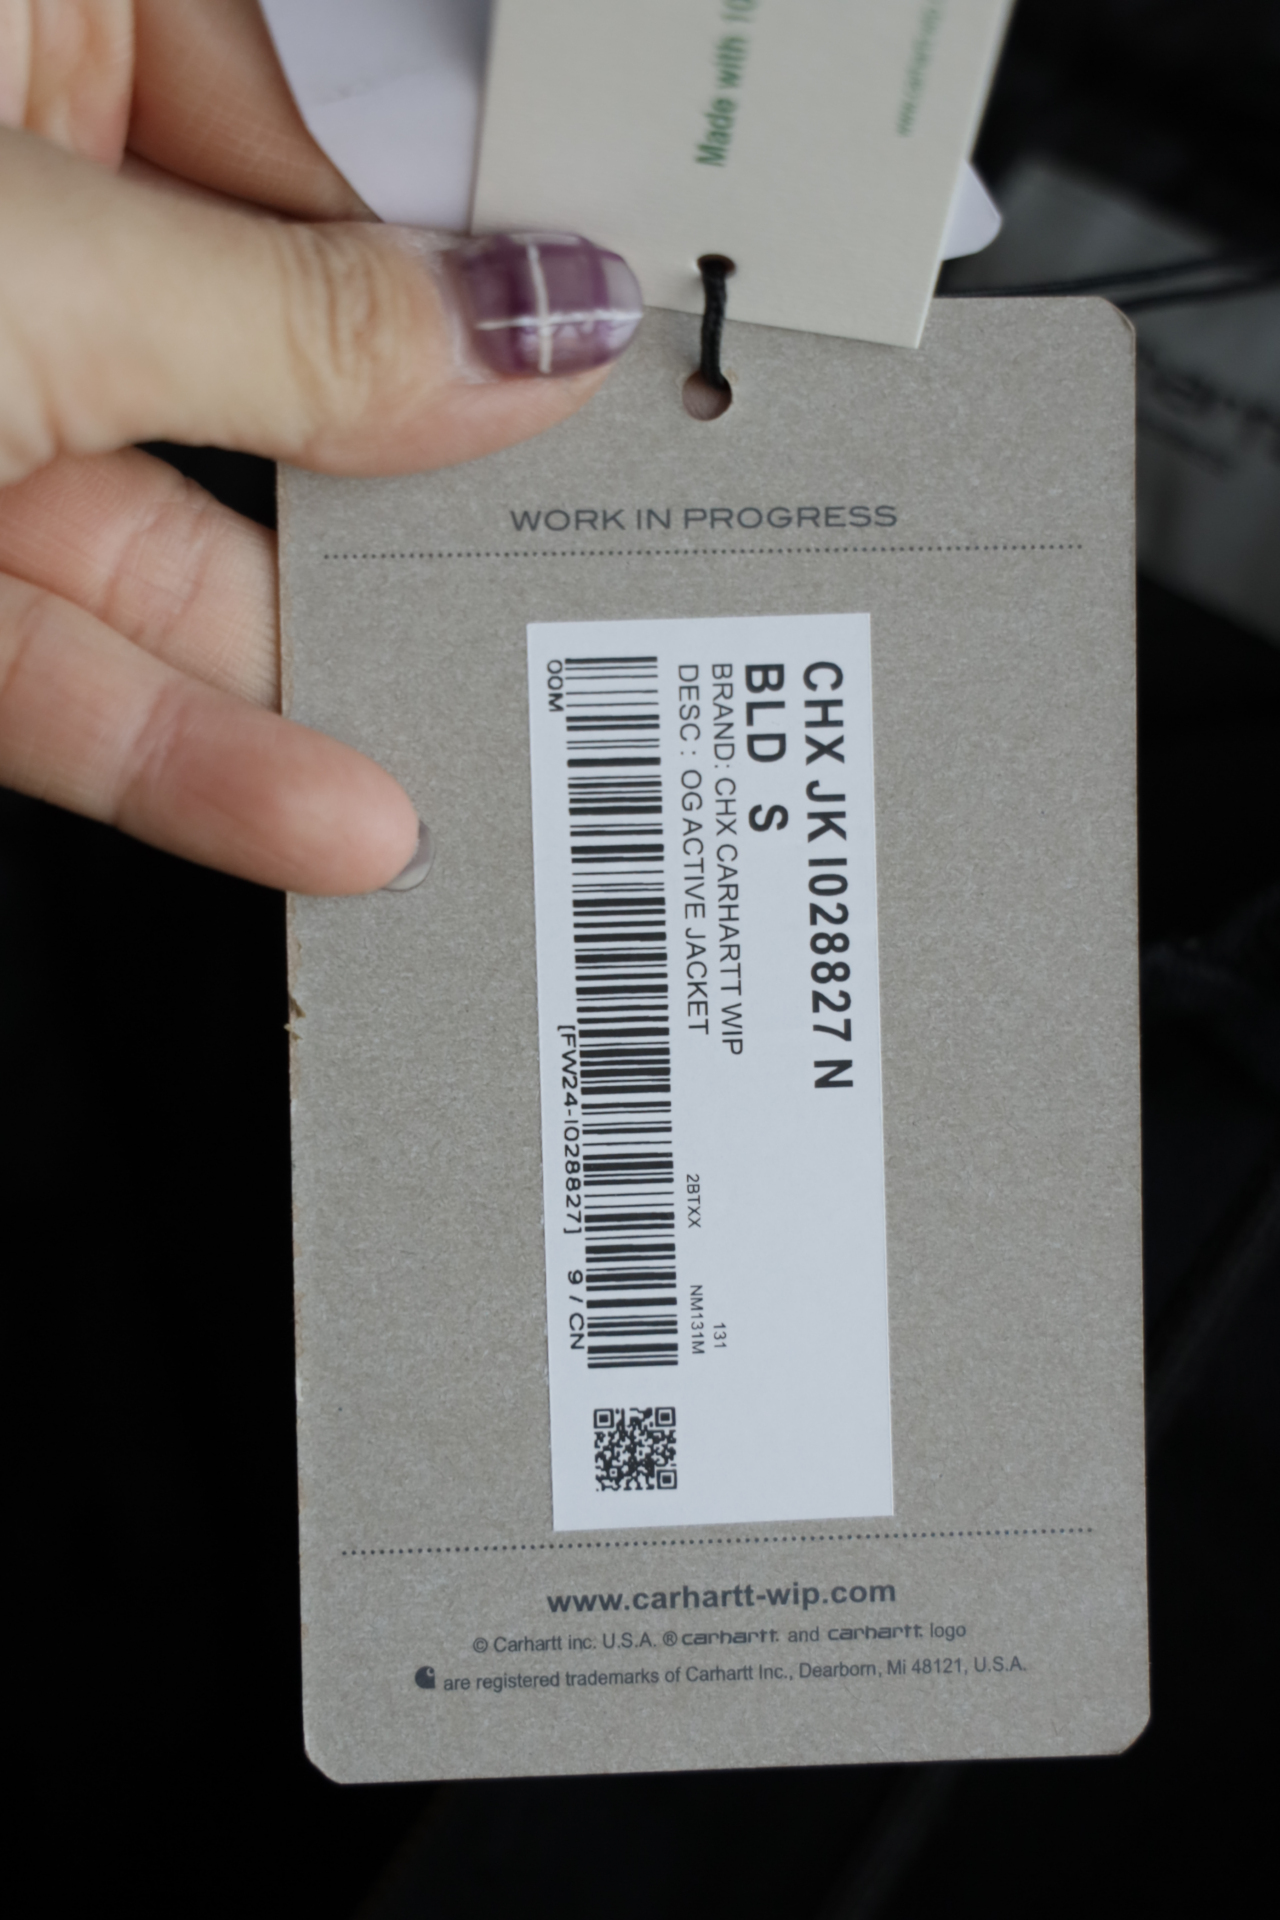 Made with
WORK IN PROGRESS
CHX JK I028827 N
BLD S
BRAND: CHX CARHARTT WIP
131
DESC : OG ACTIVE JACKET
2BTXX
NM131M
00M
[FW24-I028827] 9 / CN
www.carhartt-wip.com
© Carhartt inc. U.S.A. ® carhartt. and carhartt. logo
are registered trademarks of Carhartt Inc., Dearborn, Mi 48121, U.S.A.